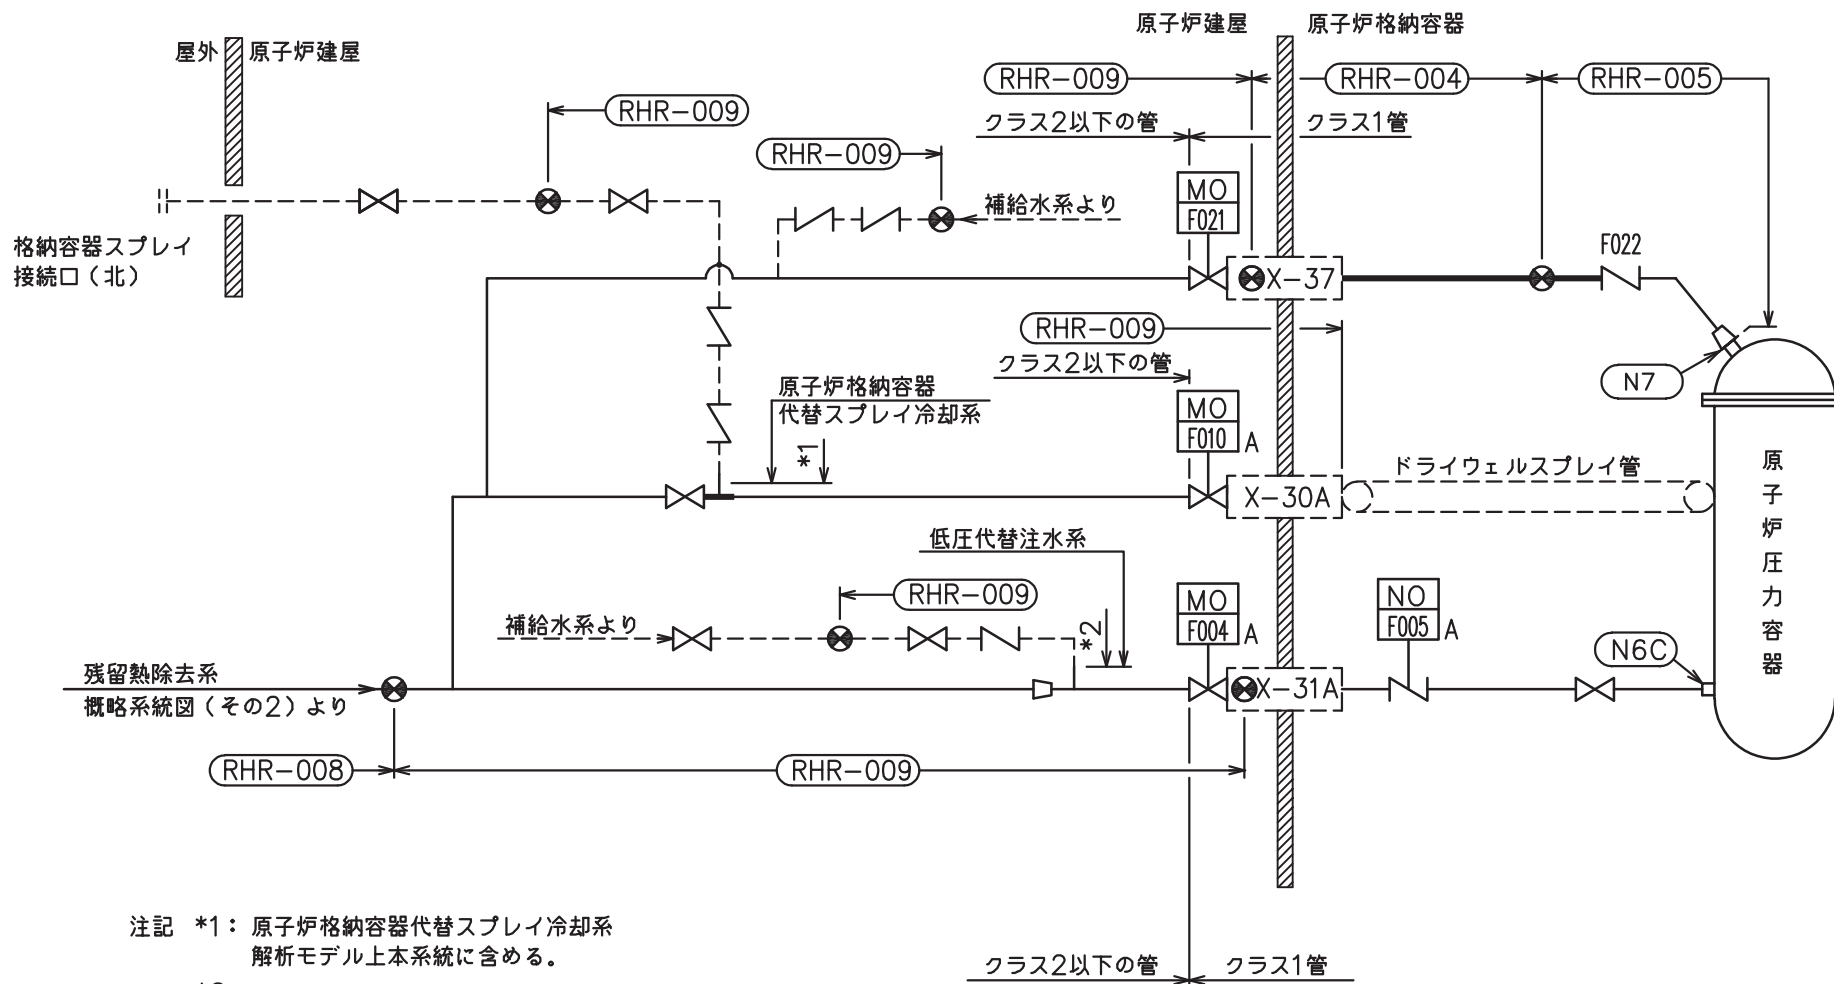 原子炉建屋
原子炉格納容器
屋外
原子炉建屋
RHR-009
RHR-004
RHR-005
RHR-009
クラス2以下の管
クラス1管
RHR-009
補給水系より
MO
F021
格納容器スプレイ
接続口(北)
F022
X-37
RHR-009
クラス2以下の管
N7
原子炉格納容器
代替スプレイ冷却系
*1
MO
F010
A
原子炉圧力容器
ドライウェルスプレイ管
X-30A
低圧代替注水系
RHR-009
補給水系より
*2
MO
F004
A
NO
F005
A
N6C
残留熱除去系
概略系統図(その2)より
X-31A
RHR-008
RHR-009
注記 *1: 原子炉格納容器代替スプレイ冷却系
解析モデル上本系統に含める。
クラス2以下の管
クラス1管